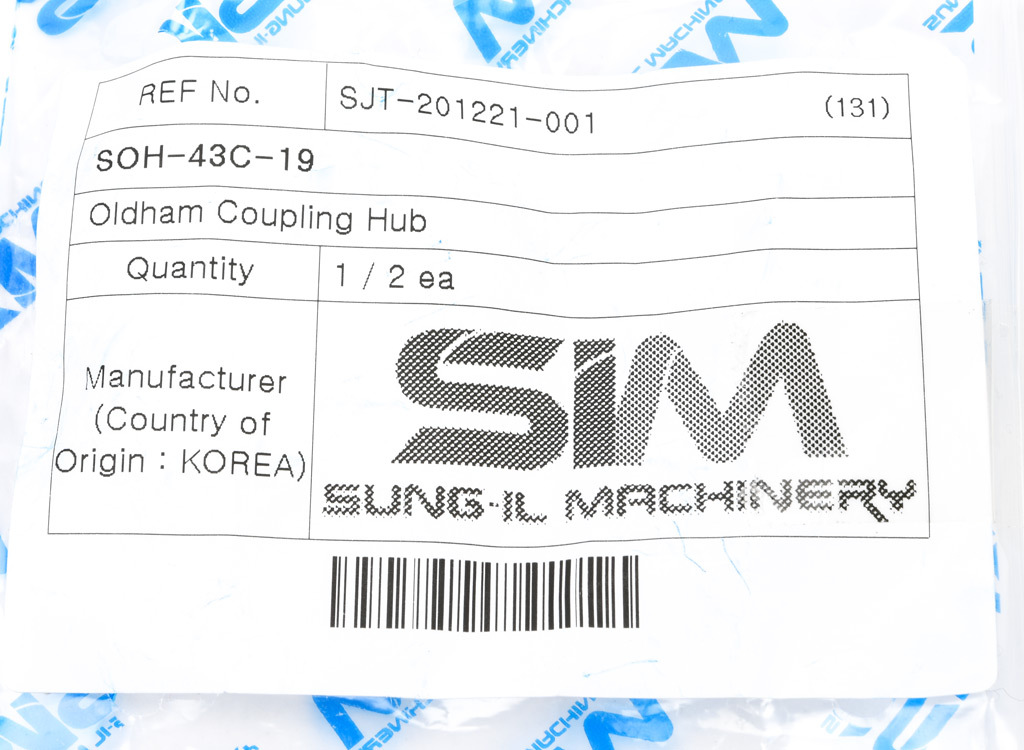 REF No. SJT-201221-001 (131)
SOH-43C-19
Oldham Coupling Hub
Quantity 1 / 2 ea
Manufacturer
(Country of
Origin : KOREA)
SIM
SUNG-IL MACHINERY